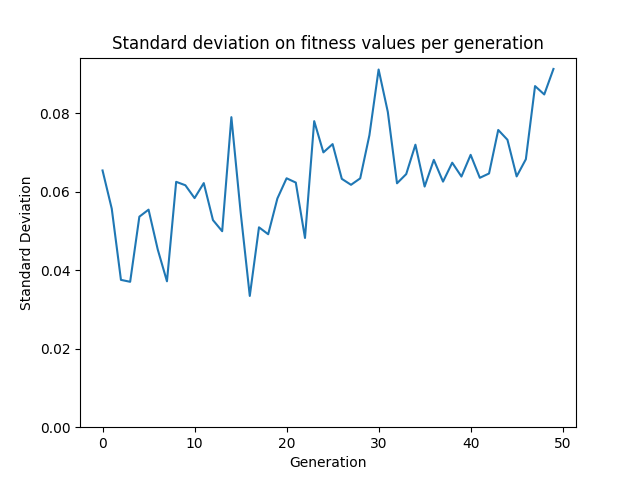 Standard deviation on fitness values per generation
Standard Deviation
0.08
0.06
0.04
0.02
0.00
0 10 20 30 40 50
Generation